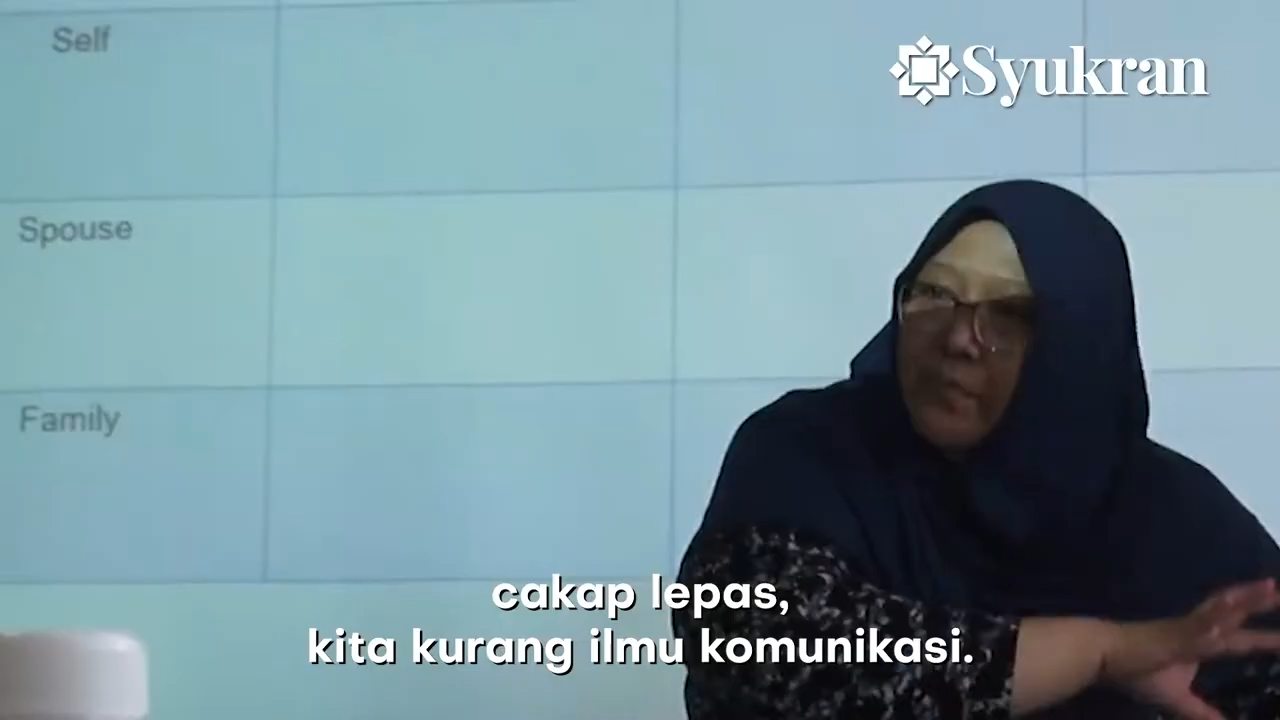 Self
Syukran
Spouse
Family
cakap lepas,
kita kurang ilmu komunikasi.